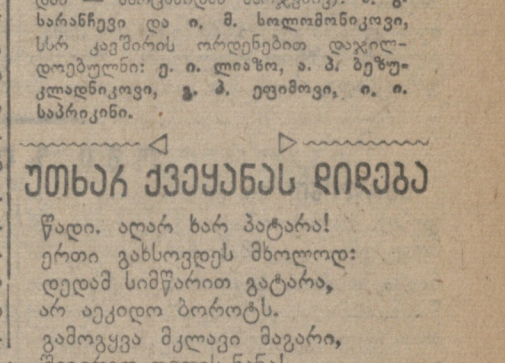 სარანჩევი და ი. მ. სოლომონიკოვი,
სსრ კავშირის ორდენებით დაჯილ-
დოებულნი: ე. ი. ლიაზო, ა. პ. ბეზუ-
კლადნიკოვი, გ. პ. ეფიმოვი, ი. ი.
საპრიკინი.
უთხარ ქვეყანას დიდება
წადი. აღარ ხარ პატარა!
ერთი გახსოვდეს მხოლოდ:
დედამ სიმწარით გატარა,
არ აეკიდო ბოროტს.
გამოგყვა მკლავი მაგარი,